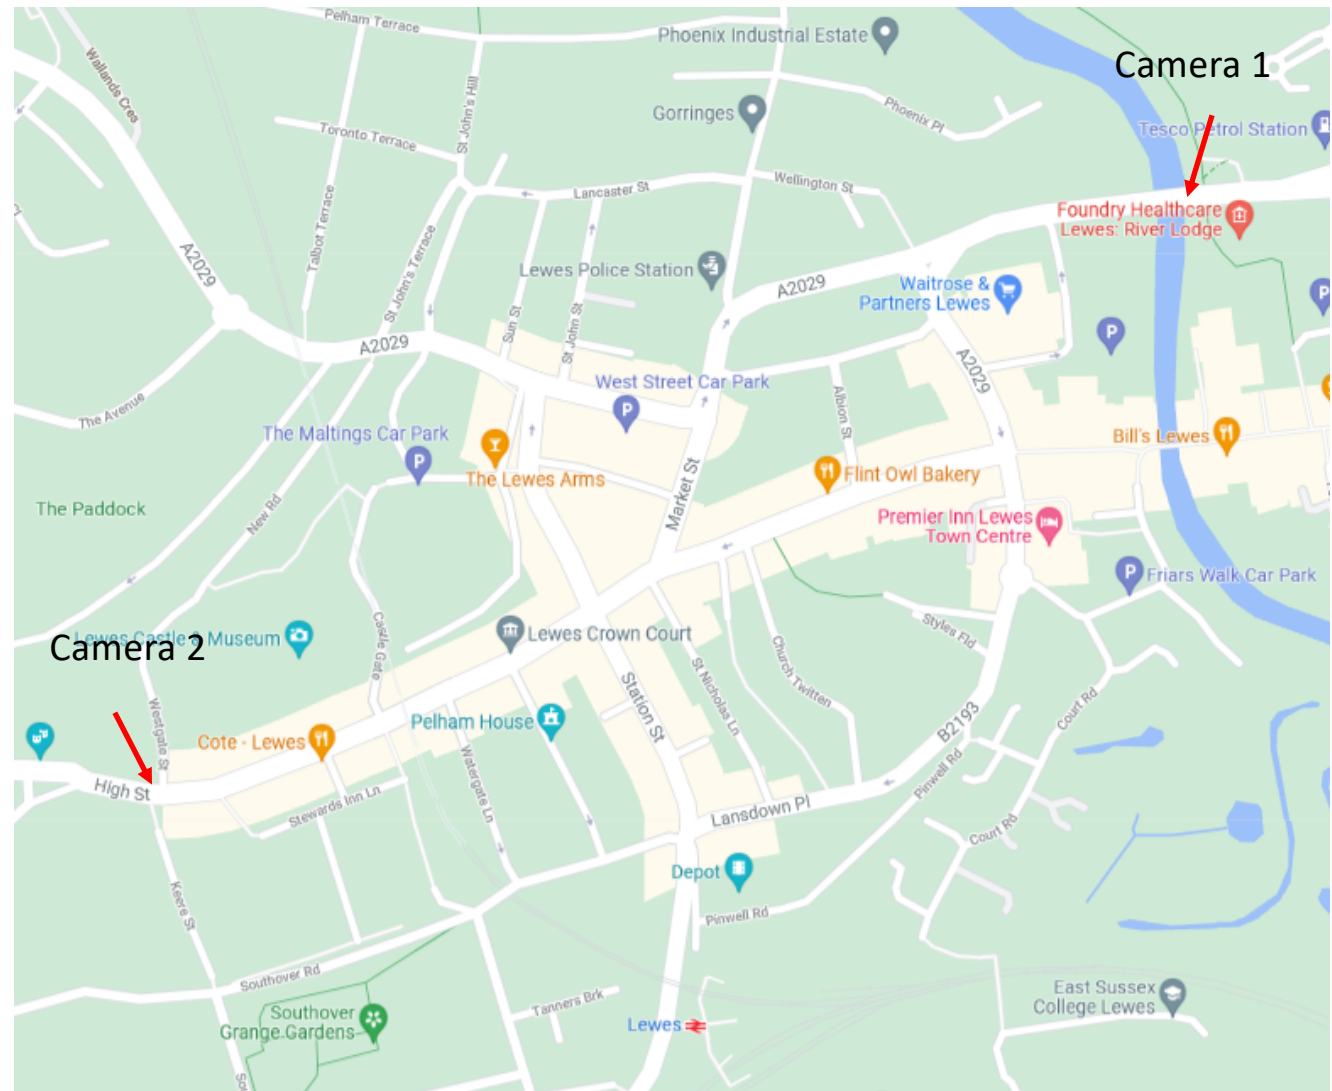 Pelham Terrace
Phoenix Industrial Estate
Camera 1
Wallands Cres
St John's Hill
Gorringes
Phoenix Pl
Tesco Petrol Station
Toronto Terrace
Talbot Terrace
Lancaster St
Wellington St
Foundry Healthcare
Lewes: River Lodge
A2029
St John's Terrace
Lewes Police Station
A2029
Waitrose &
Partners Lewes
P
Sun St
St John St
A2029
A2029
P
West Street Car Park
P
The Avenue
Albion St
The Maltings Car Park
P
Bill's Lewes
The Lewes Arms
Flint Owl Bakery
Market St
The Paddock
New Rd
Premier Inn Lewes
Town Centre
P
Friars Walk Car Park
Lewes Castle & Museum
Camera 2
Castle Gate
Lewes Crown Court
Styles Fld
Church Twitten
St Nicholas Ln
Station St
Court Rd
Westgate St
Cote - Lewes
Pelham House
B2193
Watergate Ln
Pinwell Rd
High St
Stewards Inn Ln
Lansdown Pl
Court Rd
Keere St
Depot
Pinwell Rd
Southover Rd
Tanners Brk
East Sussex
College Lewes
Southover
Grange Gardens
Lewes